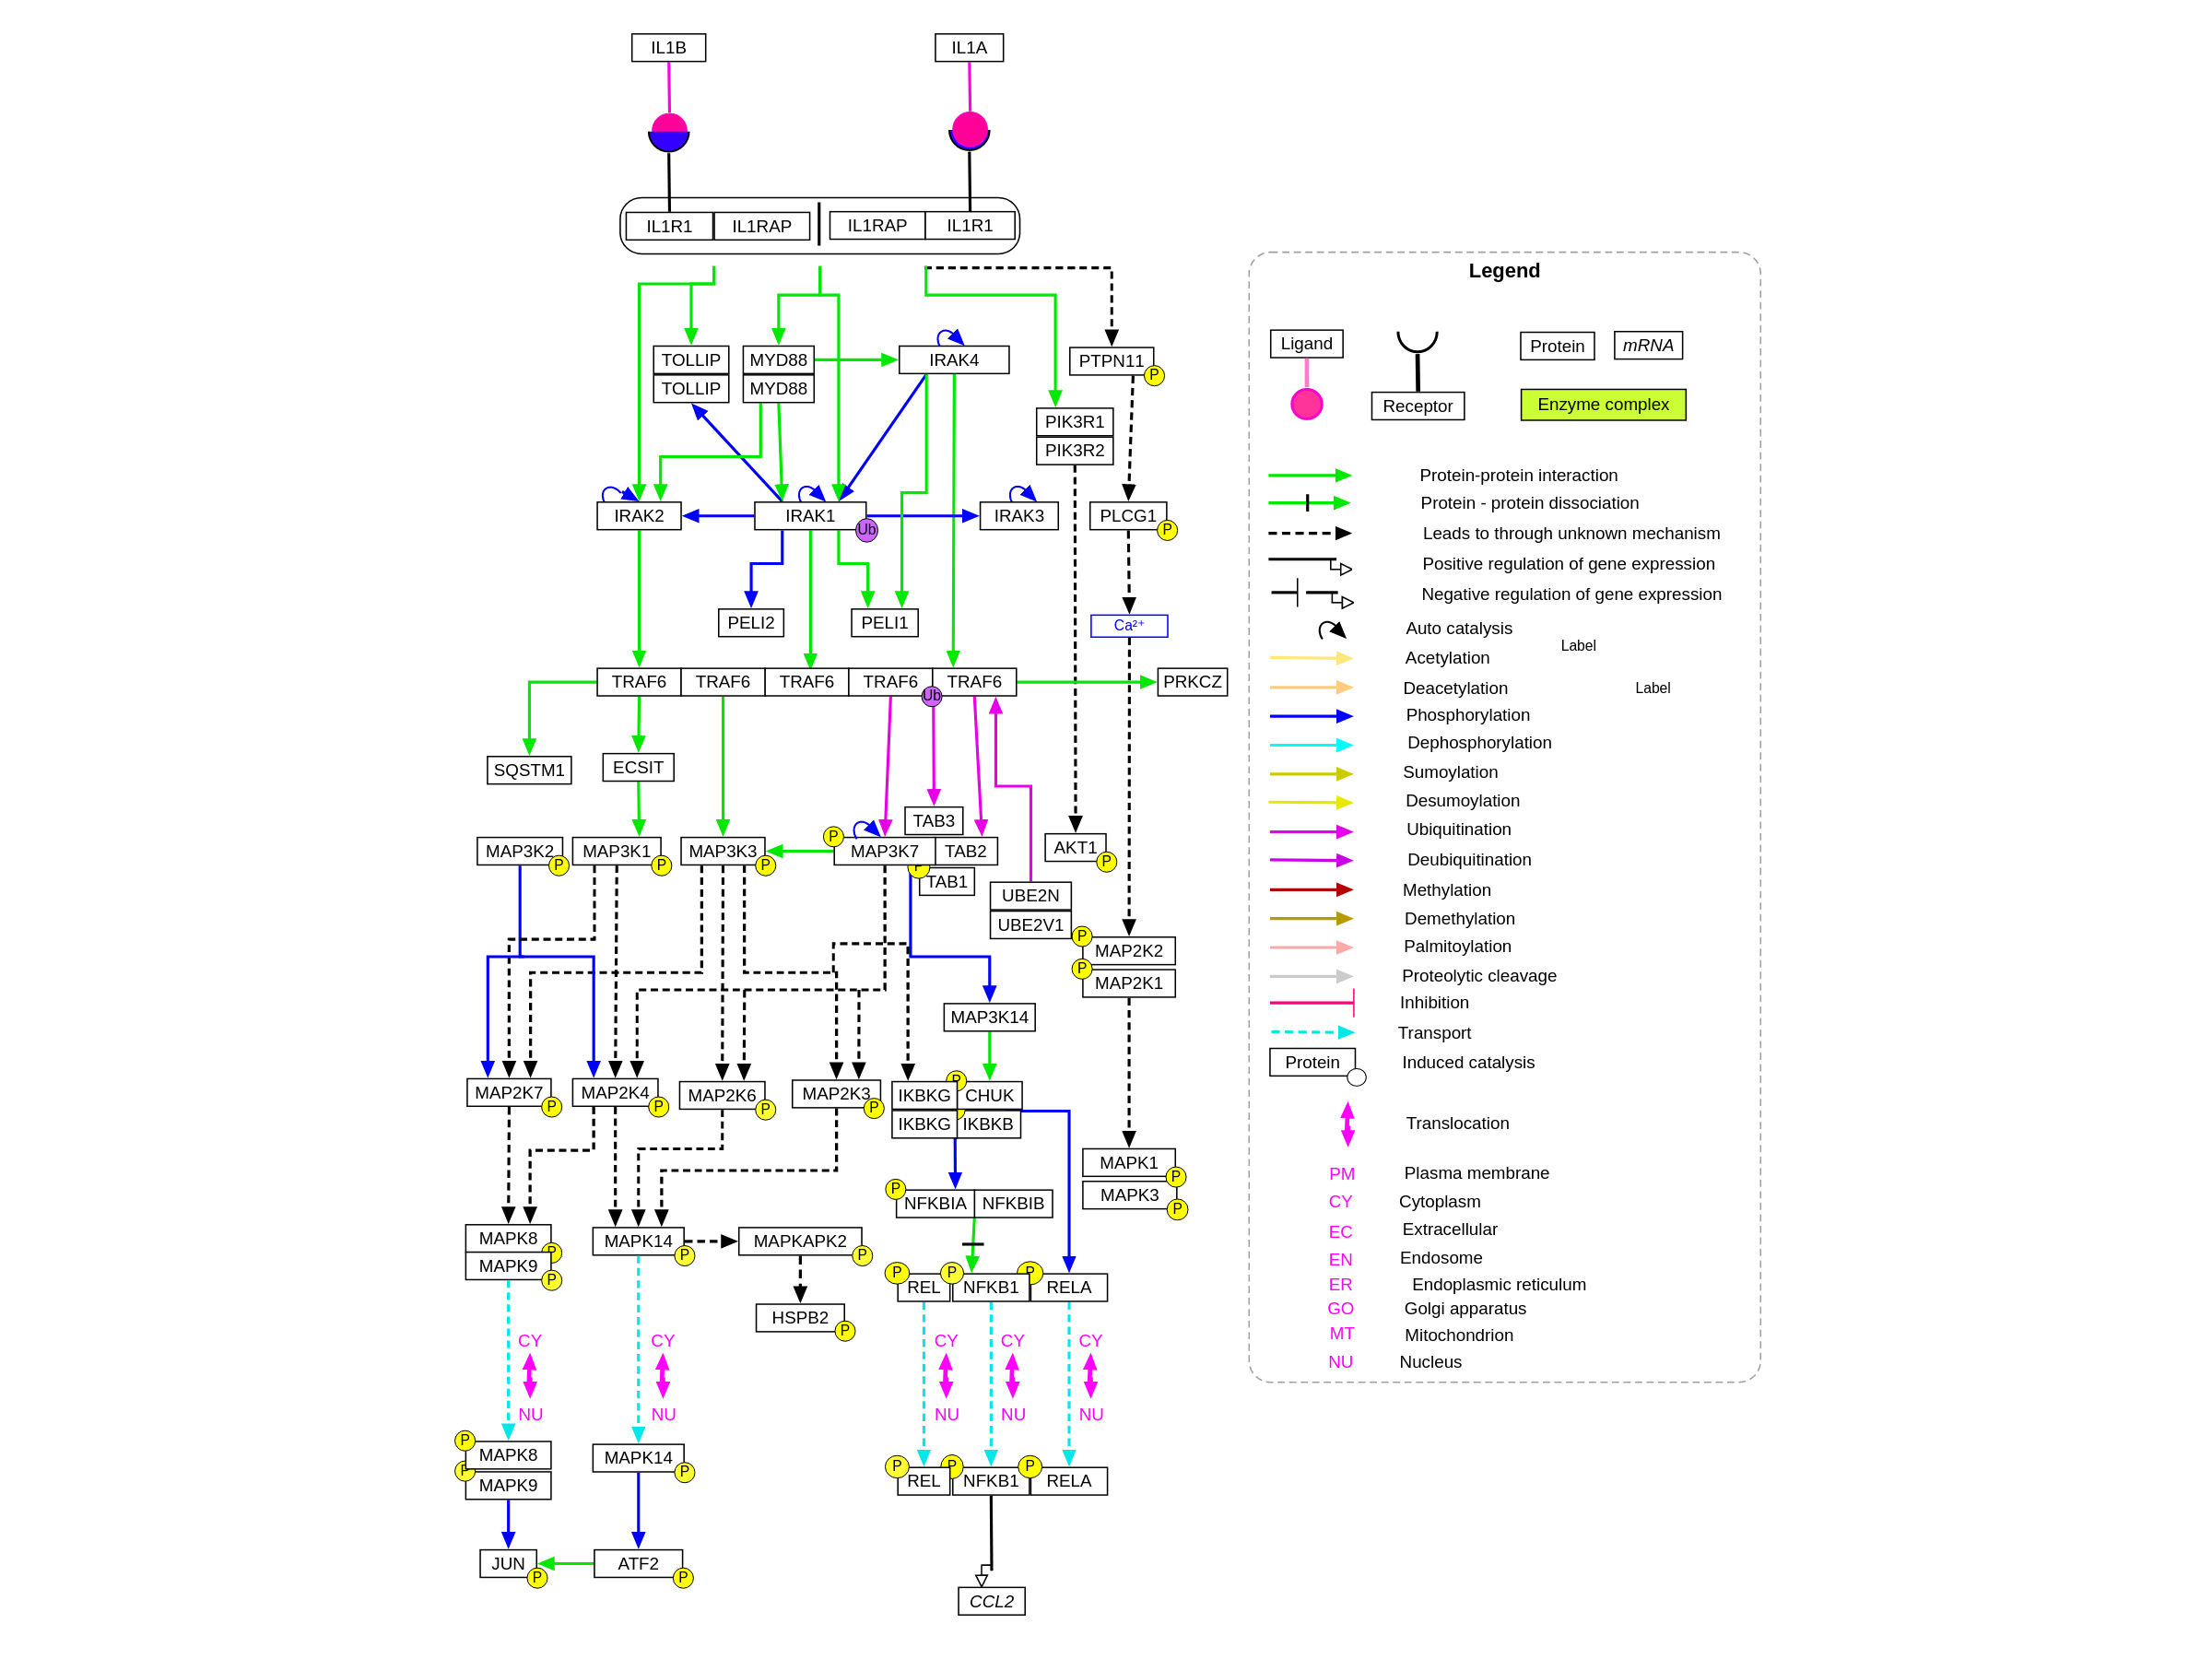 IL1B
IL1A
IL1R1
IL1RAP
IL1RAP
IL1R1
TOLLIP
TOLLIP
MYD88
MYD88
IRAK4
PTPN11
P
PIK3R1
PIK3R2
IRAK2
IRAK1
Ub
IRAK3
PLCG1
P
PELI2
PELI1
Ca²⁺
TRAF6
TRAF6
TRAF6
TRAF6
Ub
TRAF6
PRKCZ
SQSTM1
ECSIT
TAB3
MAP3K2
P
MAP3K1
P
MAP3K3
P
P
MAP3K7
TAB2
P
TAB1
AKT1
P
UBE2N
UBE2V1
P
MAP2K2
P
MAP2K1
MAP3K14
MAP2K7
P
MAP2K4
P
MAP2K6
P
MAP2K3
P
P
IKBKG
CHUK
IKBKG
IKBKB
MAPK1
P
MAPK3
P
P
NFKBIA
NFKBIB
MAPK8
P
MAPK9
P
MAPK14
P
MAPKAPK2
P
HSPB2
P
P
REL
P
NFKB1
P
RELA
CY
NU
CY
NU
CY
NU
CY
NU
CY
NU
P
MAPK8
P
MAPK9
MAPK14
P
P
REL
P
NFKB1
P
RELA
JUN
P
ATF2
P
CCL2
Legend
Ligand
Receptor
Protein
mRNA
Enzyme complex
Protein-protein interaction
Protein - protein dissociation
Leads to through unknown mechanism
Positive regulation of gene expression
Negative regulation of gene expression
Auto catalysis
Label
Acetylation
Deacetylation
Label
Phosphorylation
Dephosphorylation
Sumoylation
Desumoylation
Ubiquitination
Deubiquitination
Methylation
Demethylation
Palmitoylation
Proteolytic cleavage
Inhibition
Transport
Protein
Induced catalysis
Translocation
PM Plasma membrane
CY Cytoplasm
EC Extracellular
EN Endosome
ER Endoplasmic reticulum
GO Golgi apparatus
MT Mitochondrion
NU Nucleus